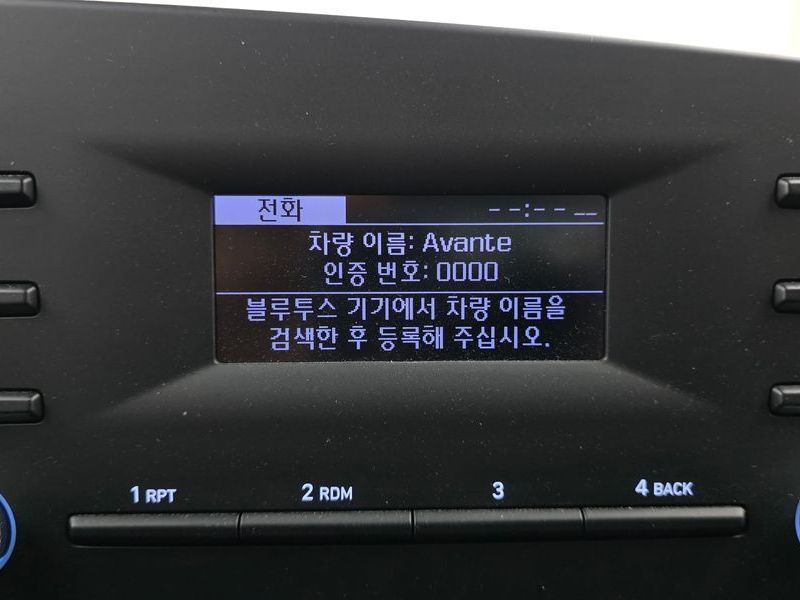 전화 --:-- __
차량 이름: Avante
인증 번호: 0000
블루투스 기기에서 차량 이름을
검색한 후 등록해 주십시오.
1 RPT 2 RDM 3 4 BACK